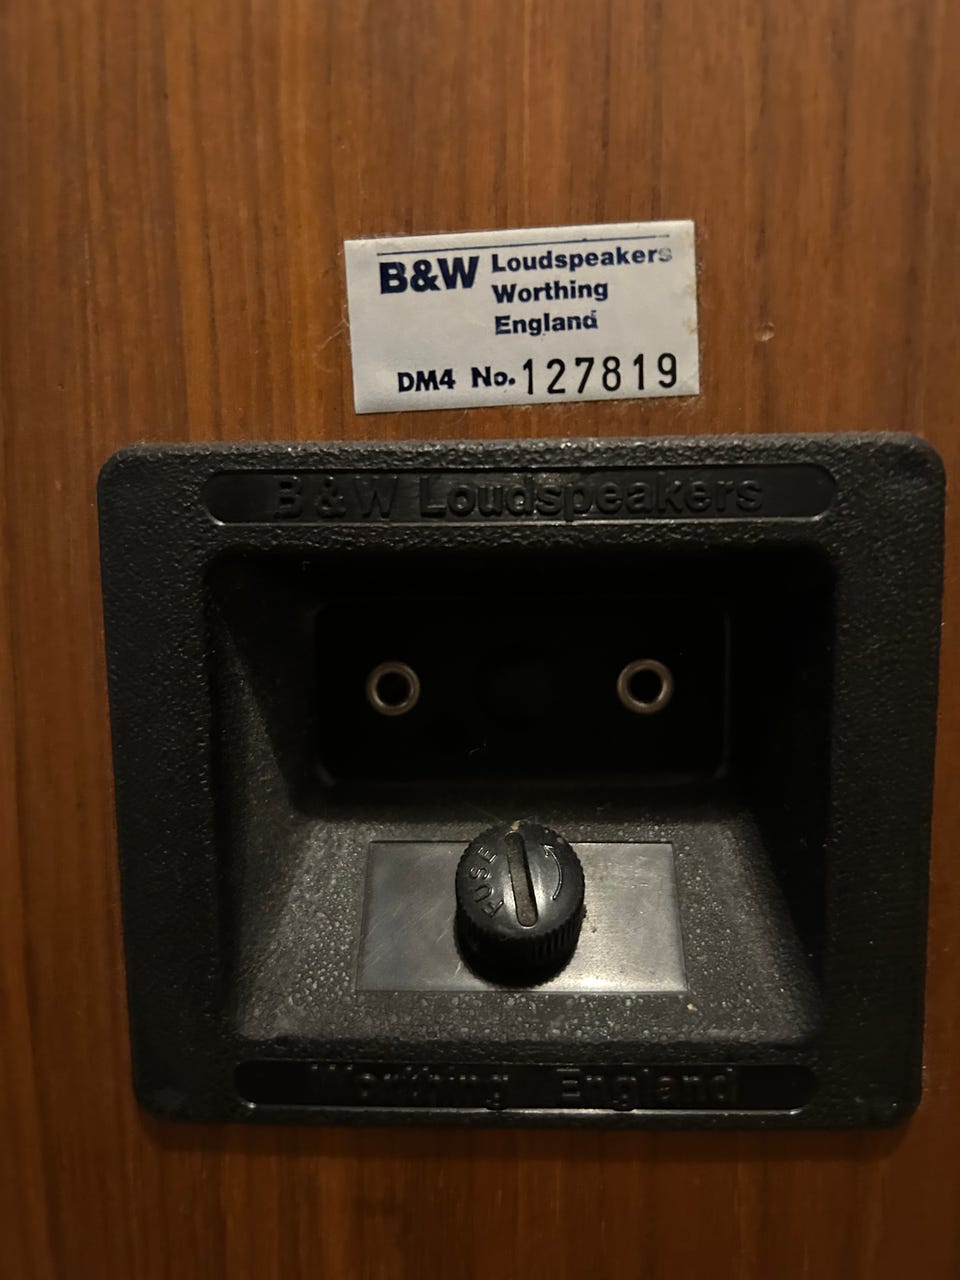 B&W Loudspeakers
Worthing
England
DM4 No. 127819
B & W Loudspeakers
FUSE
Worthing England